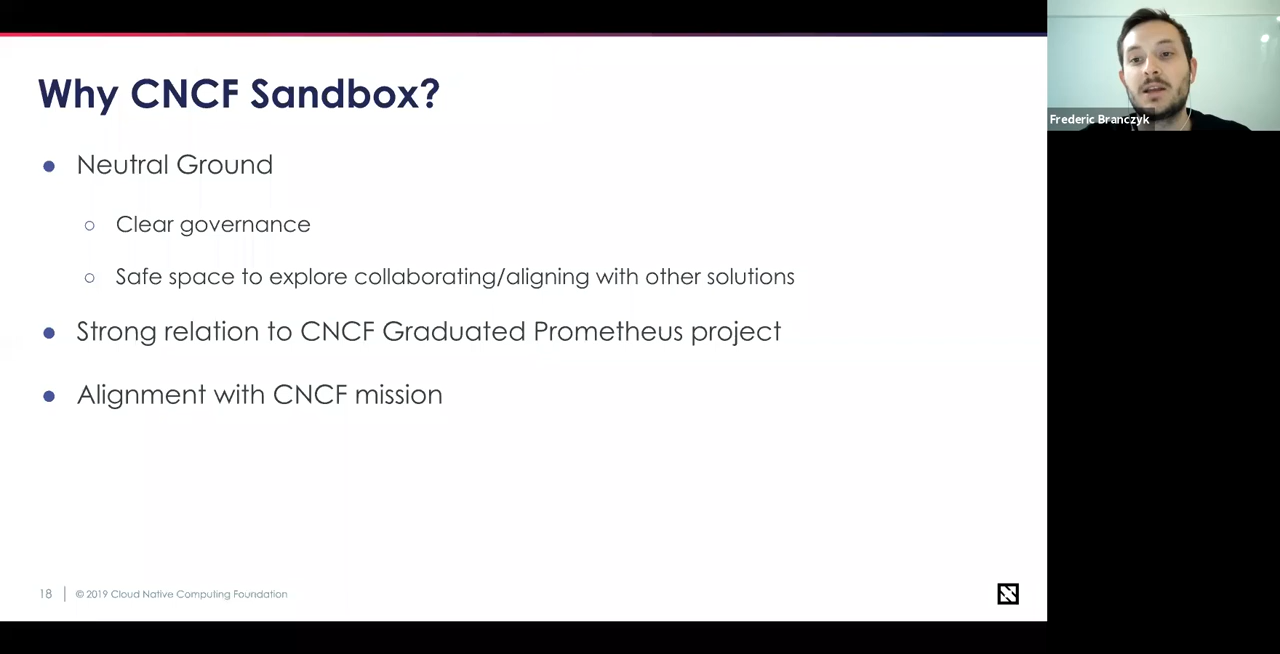 Why CNCF Sandbox?
● Neutral Ground
○ Clear governance
○ Safe space to explore collaborating/aligning with other solutions
● Strong relation to CNCF Graduated Prometheus project
● Alignment with CNCF mission
18 | © 2019 Cloud Native Computing Foundation
Frederic Branczyk